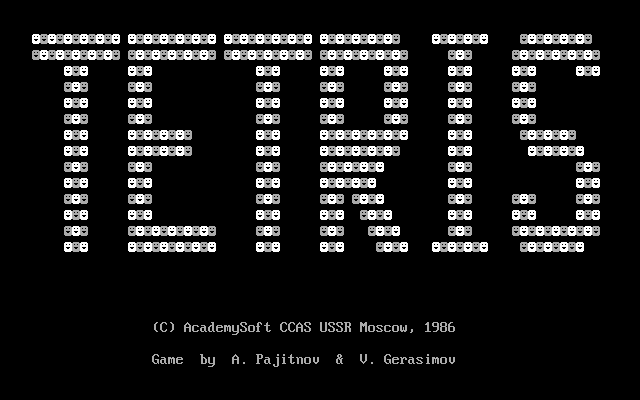 TETRIS
(C) AcademySoft CCAS USSR Moscow, 1986
Game by A. Pajitnov & V. Gerasimov